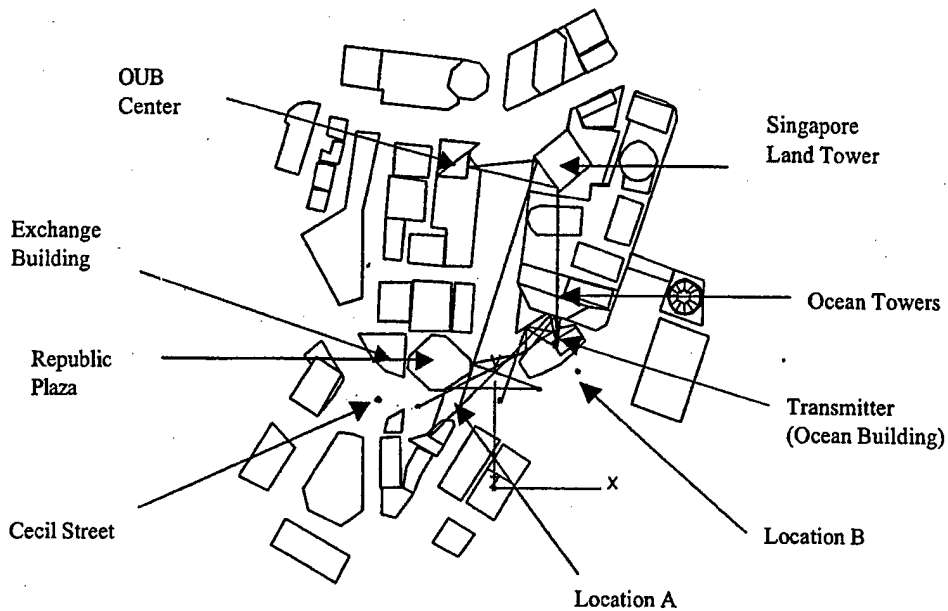 OUB
Center
Singapore
Land Tower
Exchange
Building
Ocean Towers
Republic
Plaza
Transmitter
(Ocean Building)
X
Cecil Street
Location B
Location A